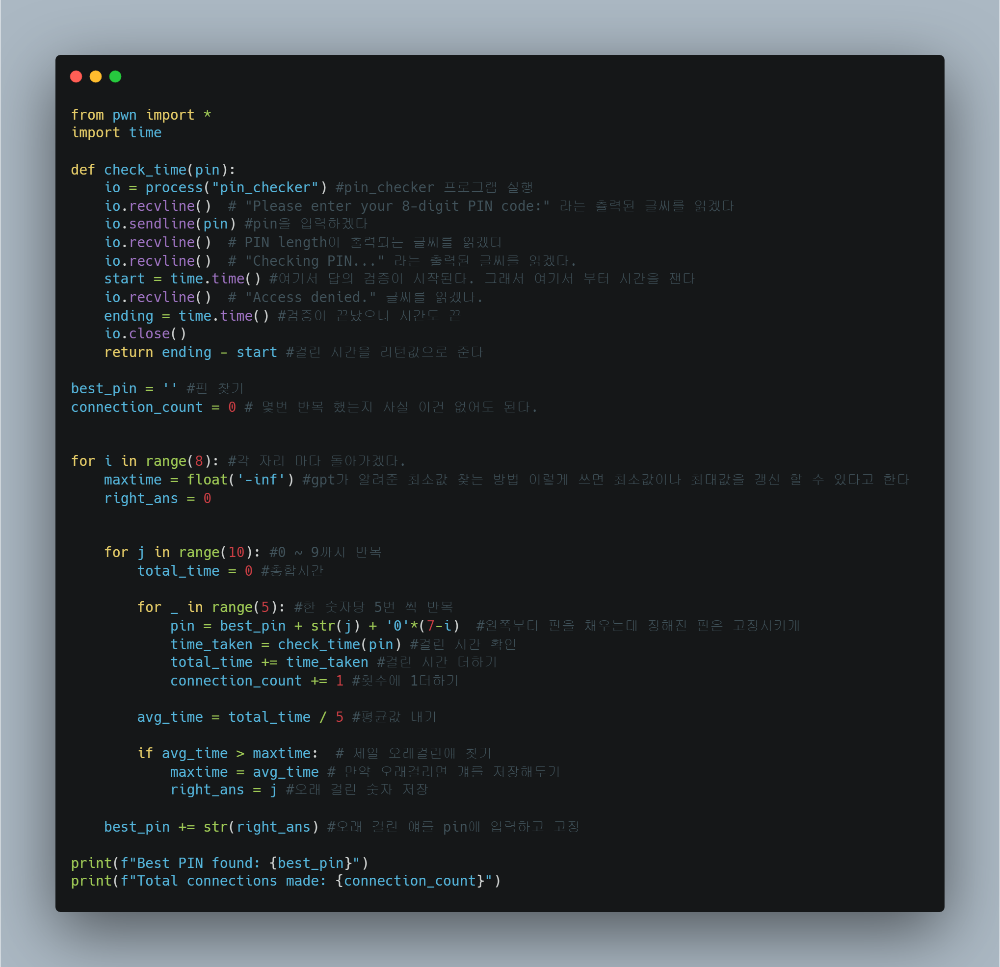 from pwn import *
import time
def check_time(pin):
    io = process("pin_checker") #pin_checker 프로그램 실행
    io.recvline()  # "Please enter your 8-digit PIN code:" 라는 출력된 글씨를 읽겠다
    io.sendline(pin) #pin을 입력하겠다
    io.recvline()  # PIN length이 출력되는 글씨를 읽겠다
    io.recvline()  # "Checking PIN..." 라는 출력된 글씨를 읽겠다.
    start = time.time() #여기서 답의 검증이 시작된다. 그래서 여기서 부터 시간을 잰다
    io.recvline()  # "Access denied." 글씨를 읽겠다.
    ending = time.time() #검증이 끝났으니 시간도 끝
    io.close()
    return ending - start #걸린 시간을 리턴값으로 준다
best_pin = '' #핀 찾기
connection_count = 0 # 몇번 반복 했는지 사실 이건 없어도 된다.
for i in range(8): #각 자리 마다 돌아가겠다.
    maxtime = float('-inf') #gpt가 알려준 최소값 찾는 방법 이렇게 쓰면 최소값이나 최대값을 갱신 할 수 있다고 한다
    right_ans = 0
    for j in range(10): #0 ~ 9까지 반복
        total_time = 0 #총합시간
        for _ in range(5): #한 숫자당 5번 씩 반복
            pin = best_pin + str(j) + '0'*(7-i)  #왼쪽부터 핀을 채우는데 정해진 핀은 고정시키게
            time_taken = check_time(pin) #걸린 시간 확인
            total_time += time_taken #걸린 시간 더하기
            connection_count += 1 #횟수에 1더하기
        avg_time = total_time / 5 #평균값 내기
        if avg_time > maxtime:  # 제일 오래걸린얘 찾기
            maxtime = avg_time # 만약 오래걸리면 걔를 저장해두기
            right_ans = j #오래 걸린 숫자 저장
    best_pin += str(right_ans) #오래 걸린 얘를 pin에 입력하고 고정
print(f"Best PIN found: {best_pin}")
print(f"Total connections made: {connection_count}")